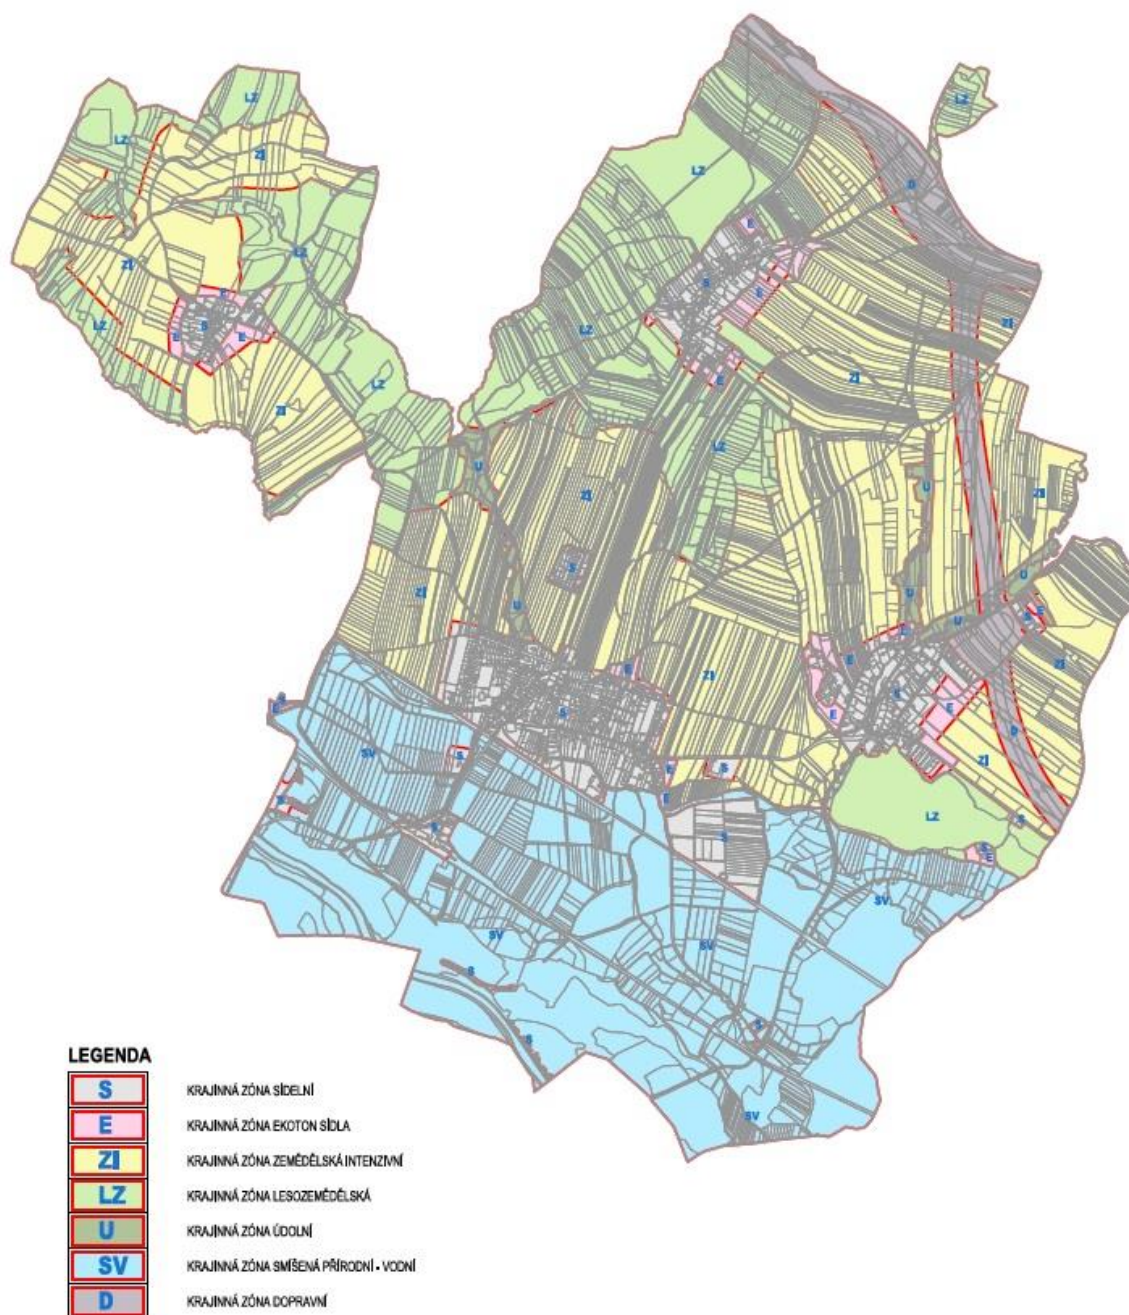 LZ
LZ
LZ
ZI
LZ
D
E
LZ
ZI
E
S
E
LZ
S
E
E
ZI
LZ
ZI
LZ
E
ZI
LZ
U
ZI
ZI
U
S
ZI
U
U
U
U
E
S
E
E
ZI
ZI
S
E
S
E
S
E
D
SV
S
E
S
ZI
E
S
S
S
LZ
S
S
E
SV
SV
SV
S
S
S
SV
LEGENDA
S KRAJINNÁ ZÓNA SÍDELNÍ
E KRAJINNÁ ZÓNA EKOTON SÍDLA
ZI KRAJINNÁ ZÓNA ZEMĚDĚLSKÁ INTENZIVNÍ
LZ KRAJINNÁ ZÓNA LESOZEMĚDĚLSKÁ
U KRAJINNÁ ZÓNA ÚDOLNÍ
SV KRAJINNÁ ZÓNA SMÍŠENÁ PŘÍRODNÍ - VODNÍ
D KRAJINNÁ ZÓNA DOPRAVNÍ